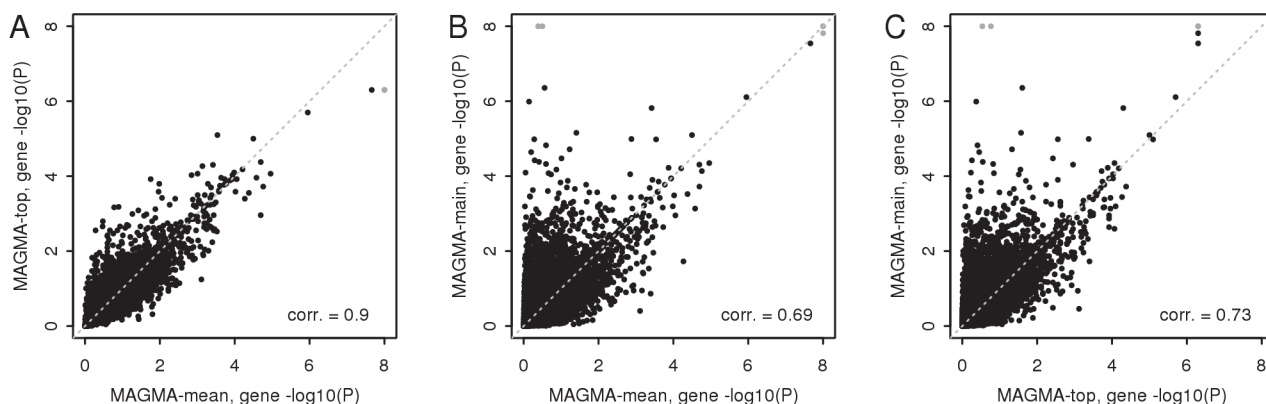 A
MAGMA-top, gene -log10(P)
8
6
4
2
0
corr. = 0.9
0 2 4 6 8
MAGMA-mean, gene -log10(P)
B
MAGMA-main, gene -log10(P)
8
6
4
2
0
corr. = 0.69
0 2 4 6 8
MAGMA-mean, gene -log10(P)
C
MAGMA-main, gene -log10(P)
8
6
4
2
0
corr. = 0.73
0 2 4 6 8
MAGMA-top, gene -log10(P)